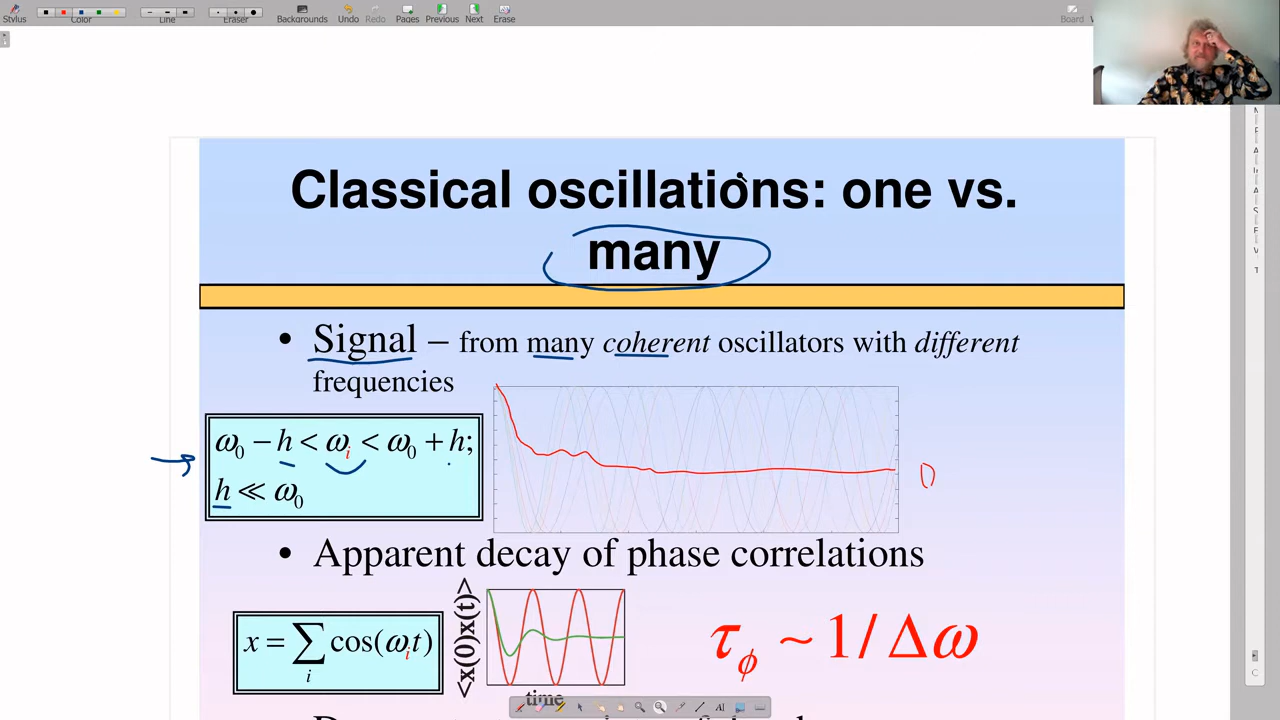 Stylus
Color
Line
Eraser
Backgrounds
Undo
Redo
Pages
Previous
Next
Erase
Board
Classical oscillations: one vs.
many
• Signal – from many coherent oscillators with different
frequencies
ω₀ − h < ωᵢ < ω₀ + h;
h ≪ ω₀
0
• Apparent decay of phase correlations
x = ∑ᵢ cos(ωᵢt)
<x(0)x(t)>
time
τ_ϕ ~ 1/Δω